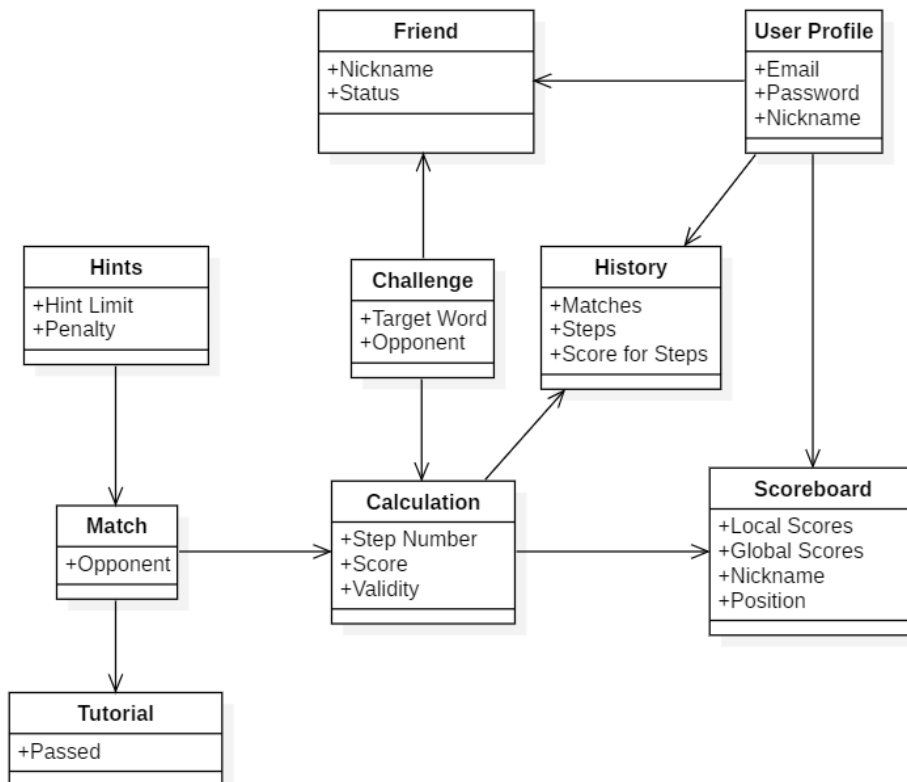 Friend
+Nickname
+Status
User Profile
+Email
+Password
+Nickname
Hints
+Hint Limit
+Penalty
Challenge
+Target Word
+Opponent
History
+Matches
+Steps
+Score for Steps
Match
+Opponent
Calculation
+Step Number
+Score
+Validity
Scoreboard
+Local Scores
+Global Scores
+Nickname
+Position
Tutorial
+Passed